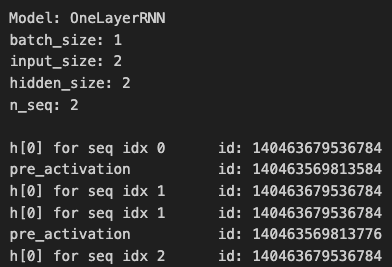 Model: OneLayerRNN
batch_size: 1
input_size: 2
hidden_size: 2
n_seq: 2
h[0] for seq idx 0 id: 140463679536784
pre_activation id: 140463569813584
h[0] for seq idx 1 id: 140463679536784
h[0] for seq idx 1 id: 140463679536784
pre_activation id: 140463569813776
h[0] for seq idx 2 id: 140463679536784